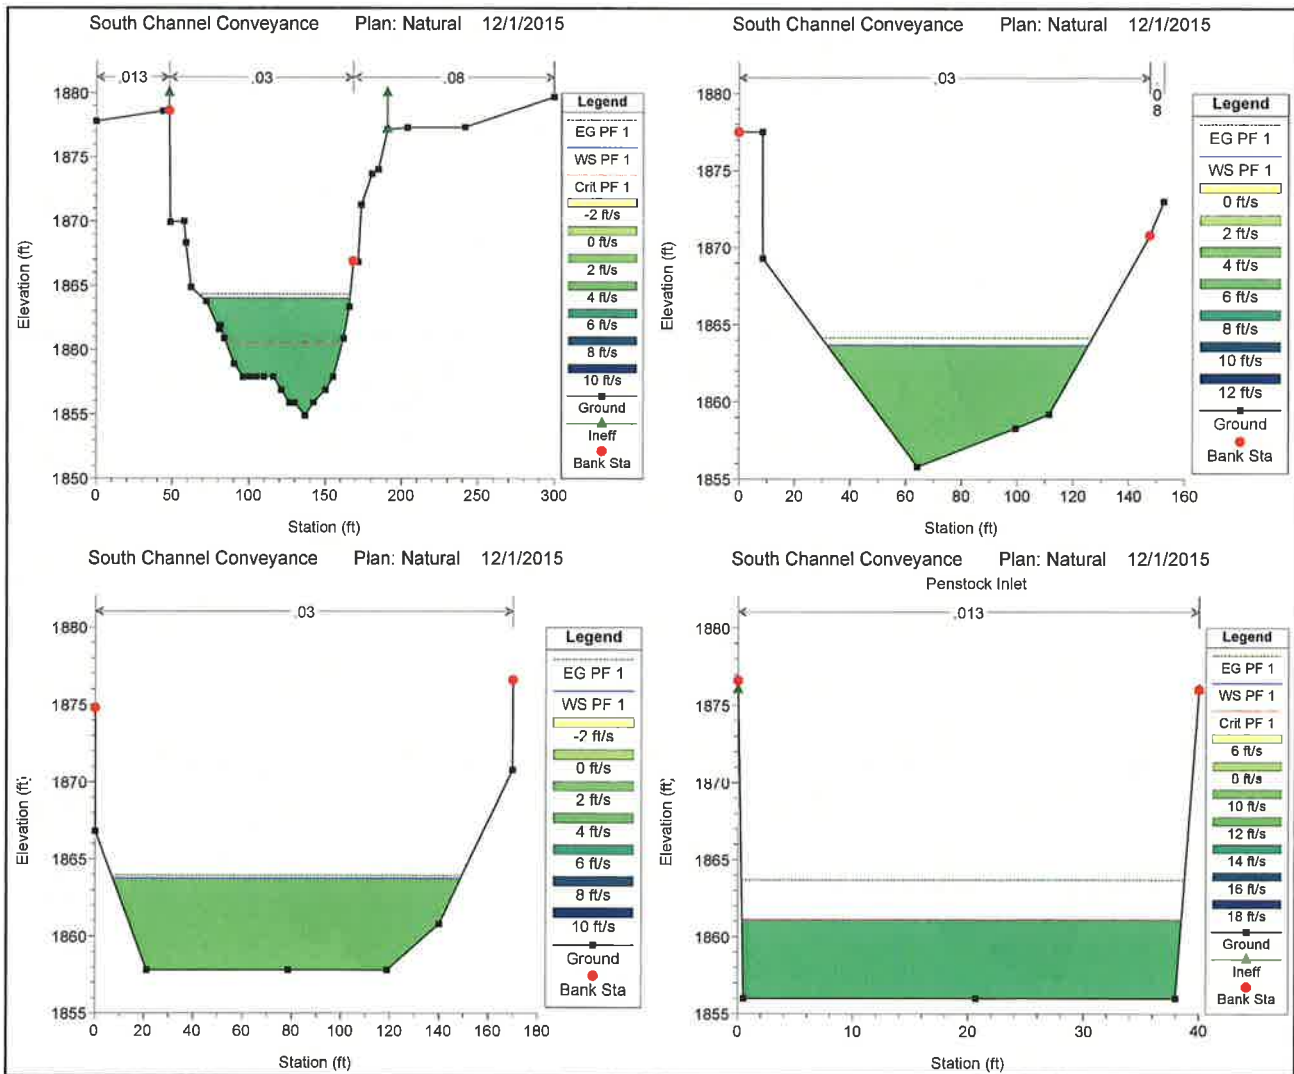 South Channel Conveyance Plan: Natural 12/1/2015
.013 .03 .08
1880
1875
1870
1865
1860
1855
1850
Elevation (ft)
0 50 100 150 200 250 300
Station (ft)
Legend
EG PF 1
WS PF 1
Crit PF 1
-2 ft/s
0 ft/s
2 ft/s
4 ft/s
6 ft/s
8 ft/s
10 ft/s
Ground
Ineff
Bank Sta
South Channel Conveyance Plan: Natural 12/1/2015
.03 .08
1880
1875
1870
1865
1860
1855
Elevation (ft)
0 20 40 60 80 100 120 140 160
Station (ft)
Legend
EG PF 1
WS PF 1
0 ft/s
2 ft/s
4 ft/s
6 ft/s
8 ft/s
10 ft/s
12 ft/s
Ground
Bank Sta
South Channel Conveyance Plan: Natural 12/1/2015
.03
1880
1875
1870
1865
1860
1855
Elevation (ft)
0 20 40 60 80 100 120 140 160 180
Station (ft)
Legend
EG PF 1
WS PF 1
-2 ft/s
0 ft/s
2 ft/s
4 ft/s
6 ft/s
8 ft/s
10 ft/s
Ground
Bank Sta
South Channel Conveyance Plan: Natural 12/1/2015
Penstock Inlet
.013
1880
1875
1870
1865
1860
1855
Elevation (ft)
0 10 20 30 40
Station (ft)
Legend
EG PF 1
WS PF 1
Crit PF 1
6 ft/s
0 ft/s
10 ft/s
12 ft/s
14 ft/s
16 ft/s
18 ft/s
Ground
Ineff
Bank Sta